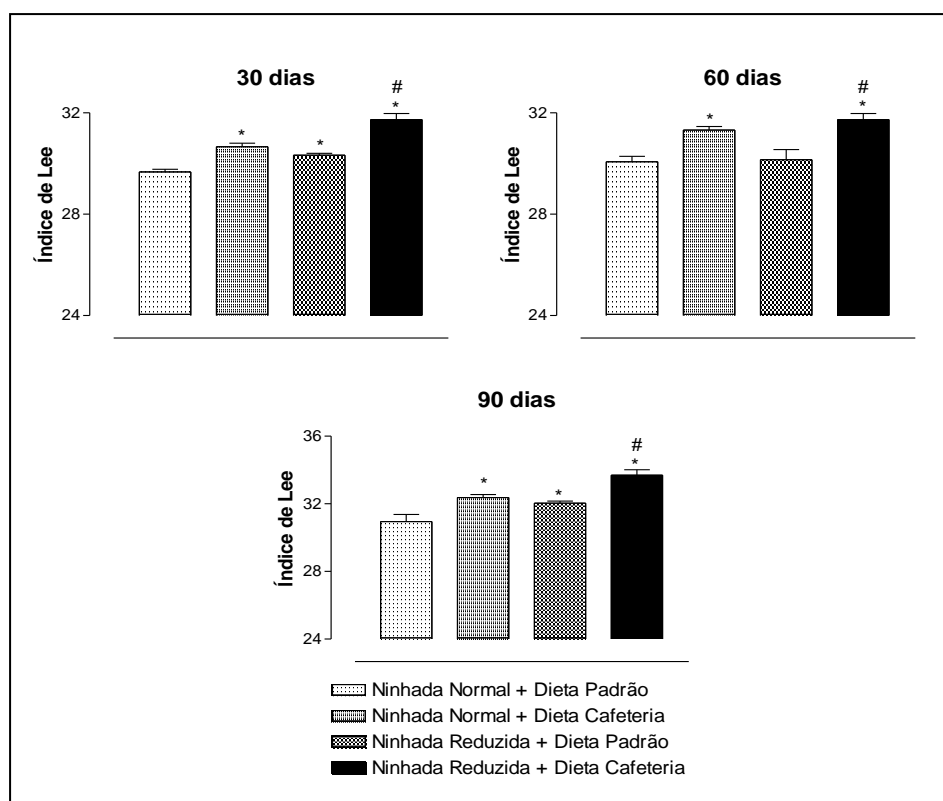 30 dias
Índice de Lee
32
28
24
*
*
#
*
60 dias
Índice de Lee
32
28
24
*
#
*
90 dias
Índice de Lee
36
32
28
24
*
*
#
*
Ninhada Normal + Dieta Padrão
Ninhada Normal + Dieta Cafeteria
Ninhada Reduzida + Dieta Padrão
Ninhada Reduzida + Dieta Cafeteria